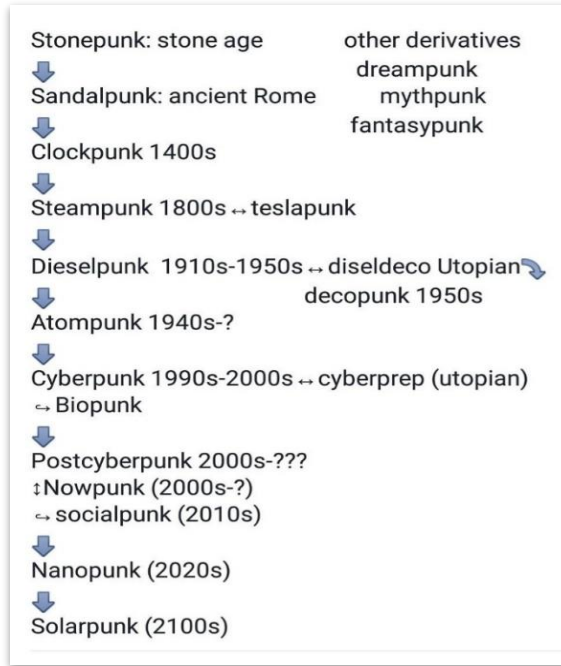 Stonepunk: stone age
other derivatives
dreampunk
Sandalpunk: ancient Rome
mythpunk
fantasypunk
Clockpunk 1400s
Steampunk 1800s↔teslapunk
Dieselpunk 1910s-1950s↔diseldeco Utopian
decopunk 1950s
Atompunk 1940s-?
Cyberpunk 1990s-2000s↔cyberprep (utopian)
↪Biopunk
Postcyberpunk 2000s-???
↕Nowpunk (2000s-?)
↪socialpunk (2010s)
Nanopunk (2020s)
Solarpunk (2100s)